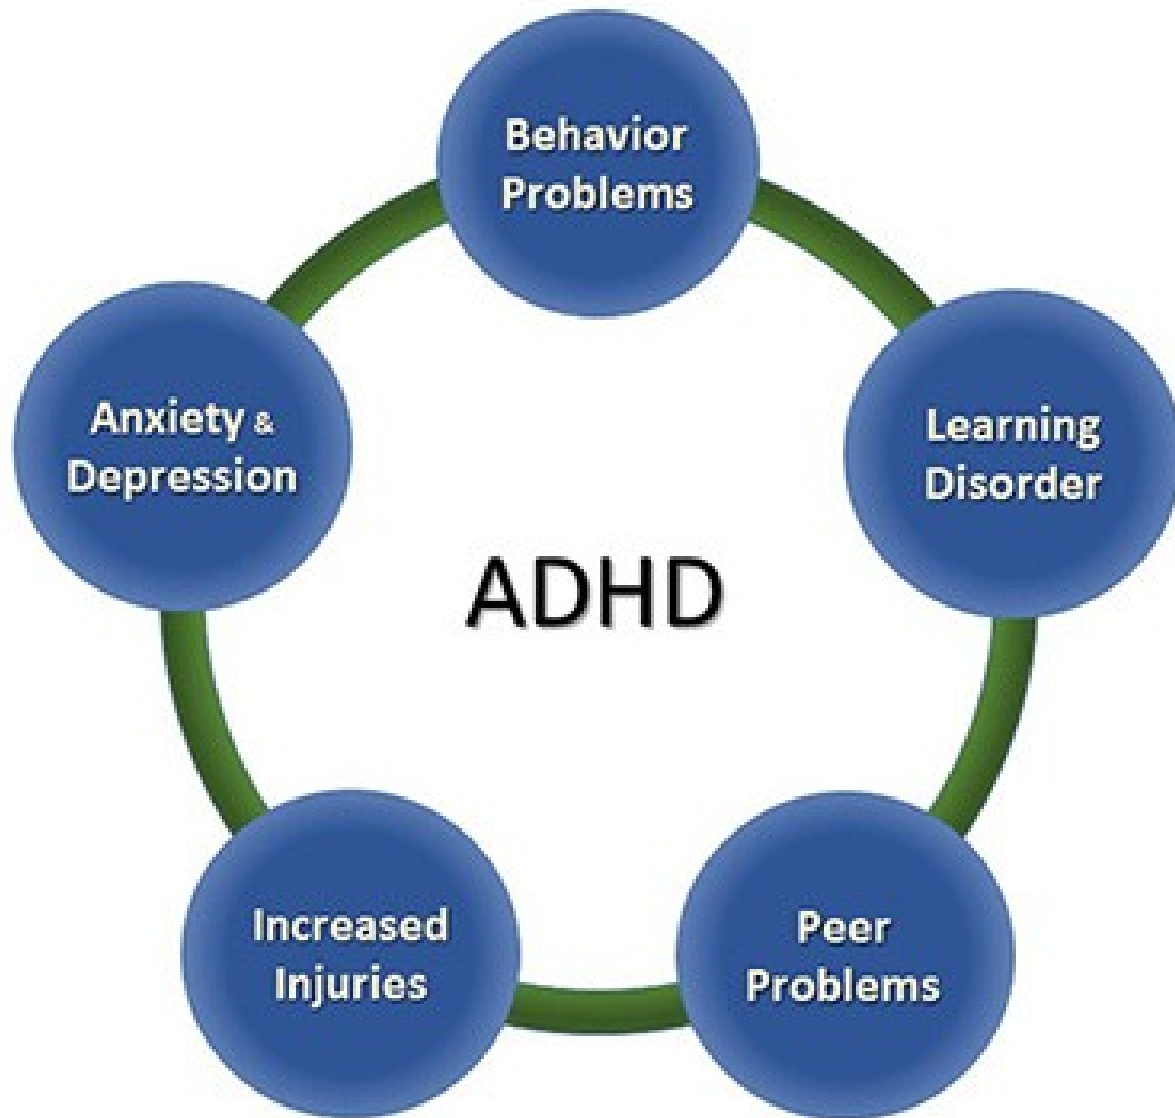 Behavior
Problems
Anxiety &
Depression
Learning
Disorder
ADHD
Increased
Injuries
Peer
Problems